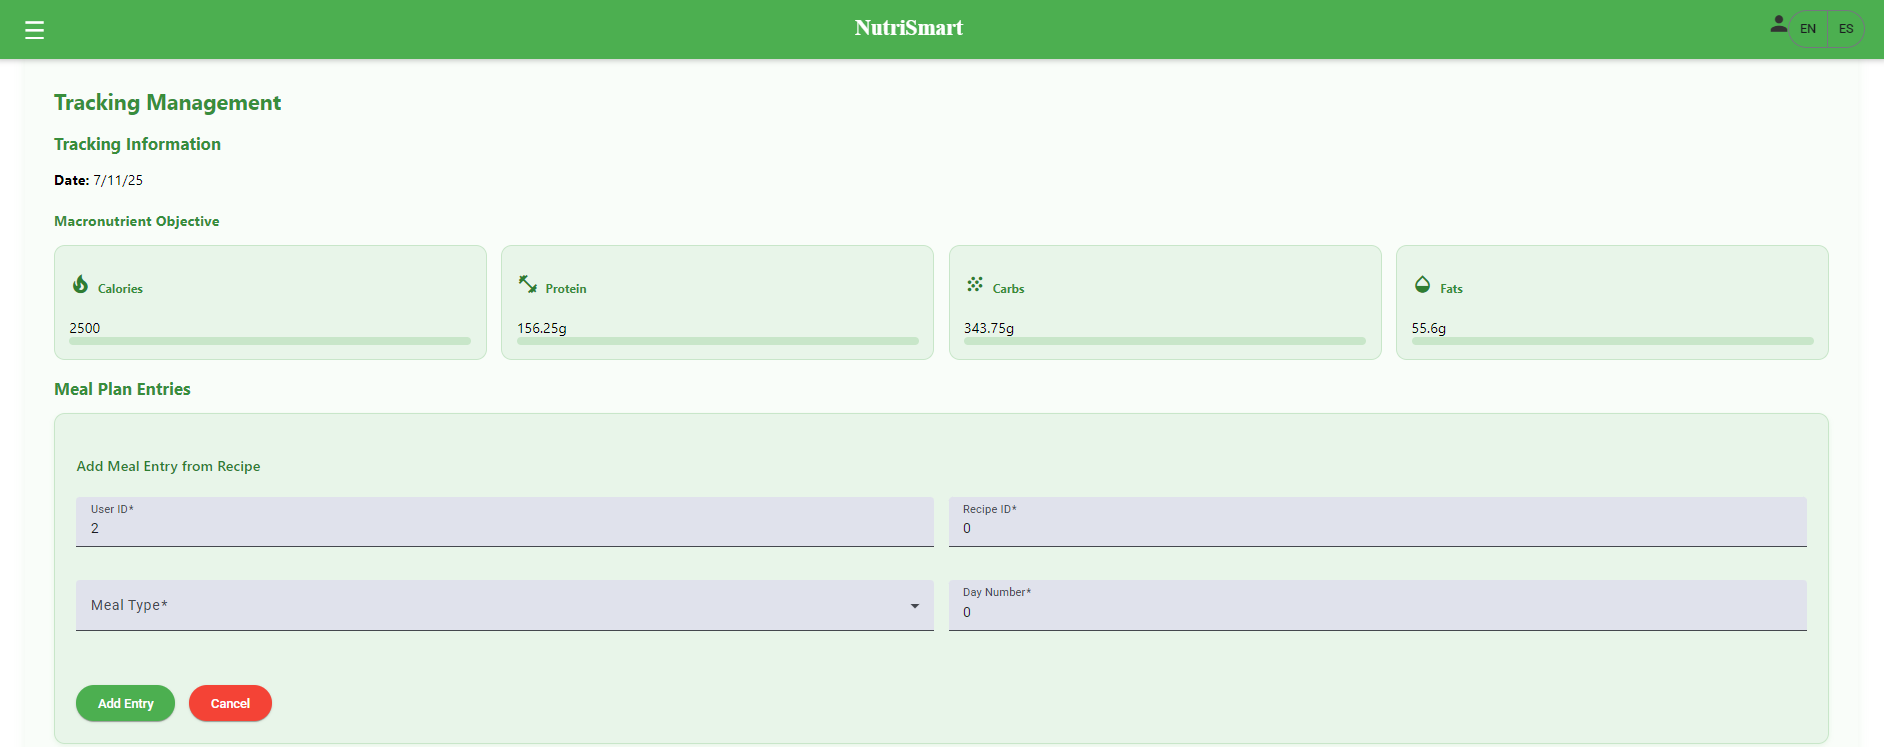 NutriSmart
EN ES
Tracking Management
Tracking Information
Date: 7/11/25
Macronutrient Objective
Calories
2500
Protein
156.25g
Carbs
343.75g
Fats
55.6g
Meal Plan Entries
Add Meal Entry from Recipe
User ID*
2
Recipe ID*
0
Meal Type*
Day Number*
0
Add Entry Cancel